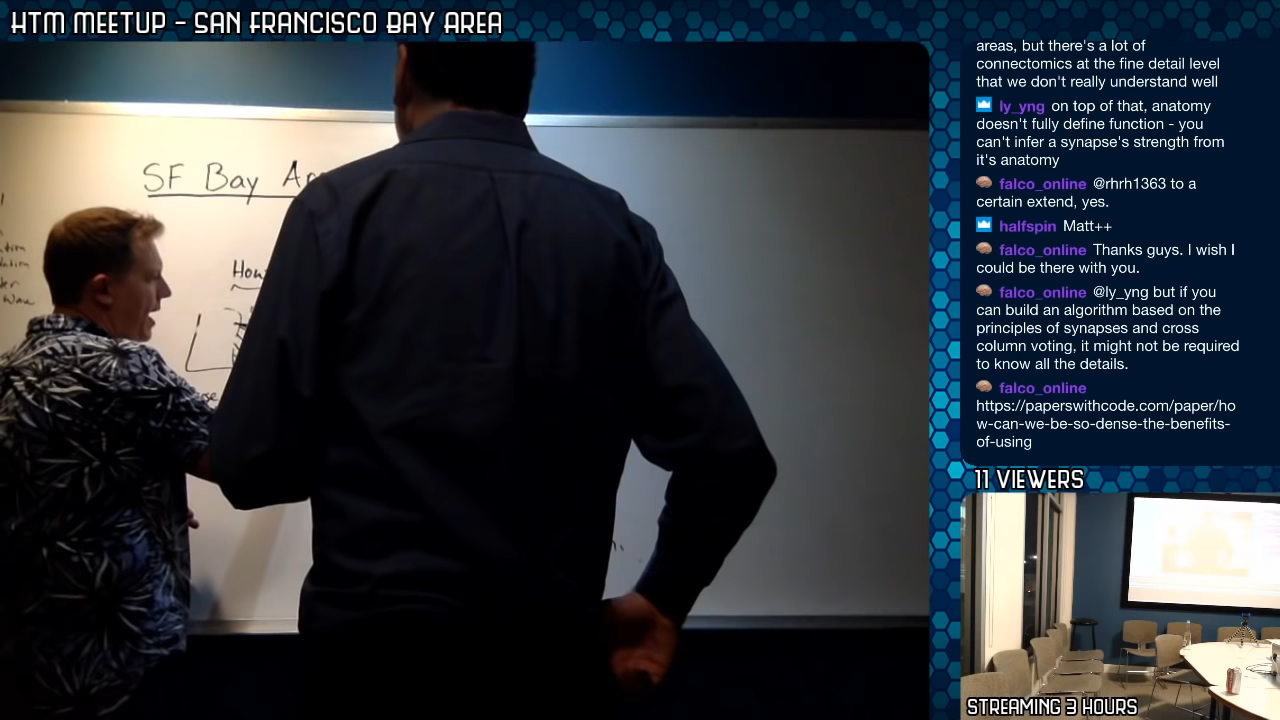 HTM MEETUP - SAN FRANCISCO BAY AREA
SF Bay Ar
How
areas, but there's a lot of
connectomics at the fine detail level
that we don't really understand well
ly_yng on top of that, anatomy
doesn't fully define function - you
can't infer a synapse's strength from
it's anatomy
falco_online @rhrh1363 to a
certain extend, yes.
halfspin Matt++
falco_online Thanks guys. I wish I
could be there with you.
falco_online @ly_yng but if you
can build an algorithm based on the
principles of synapses and cross
column voting, it might not be required
to know all the details.
falco_online
https://paperswithcode.com/paper/ho
w-can-we-be-so-dense-the-benefits-
of-using
11 VIEWERS
STREAMING 3 HOURS